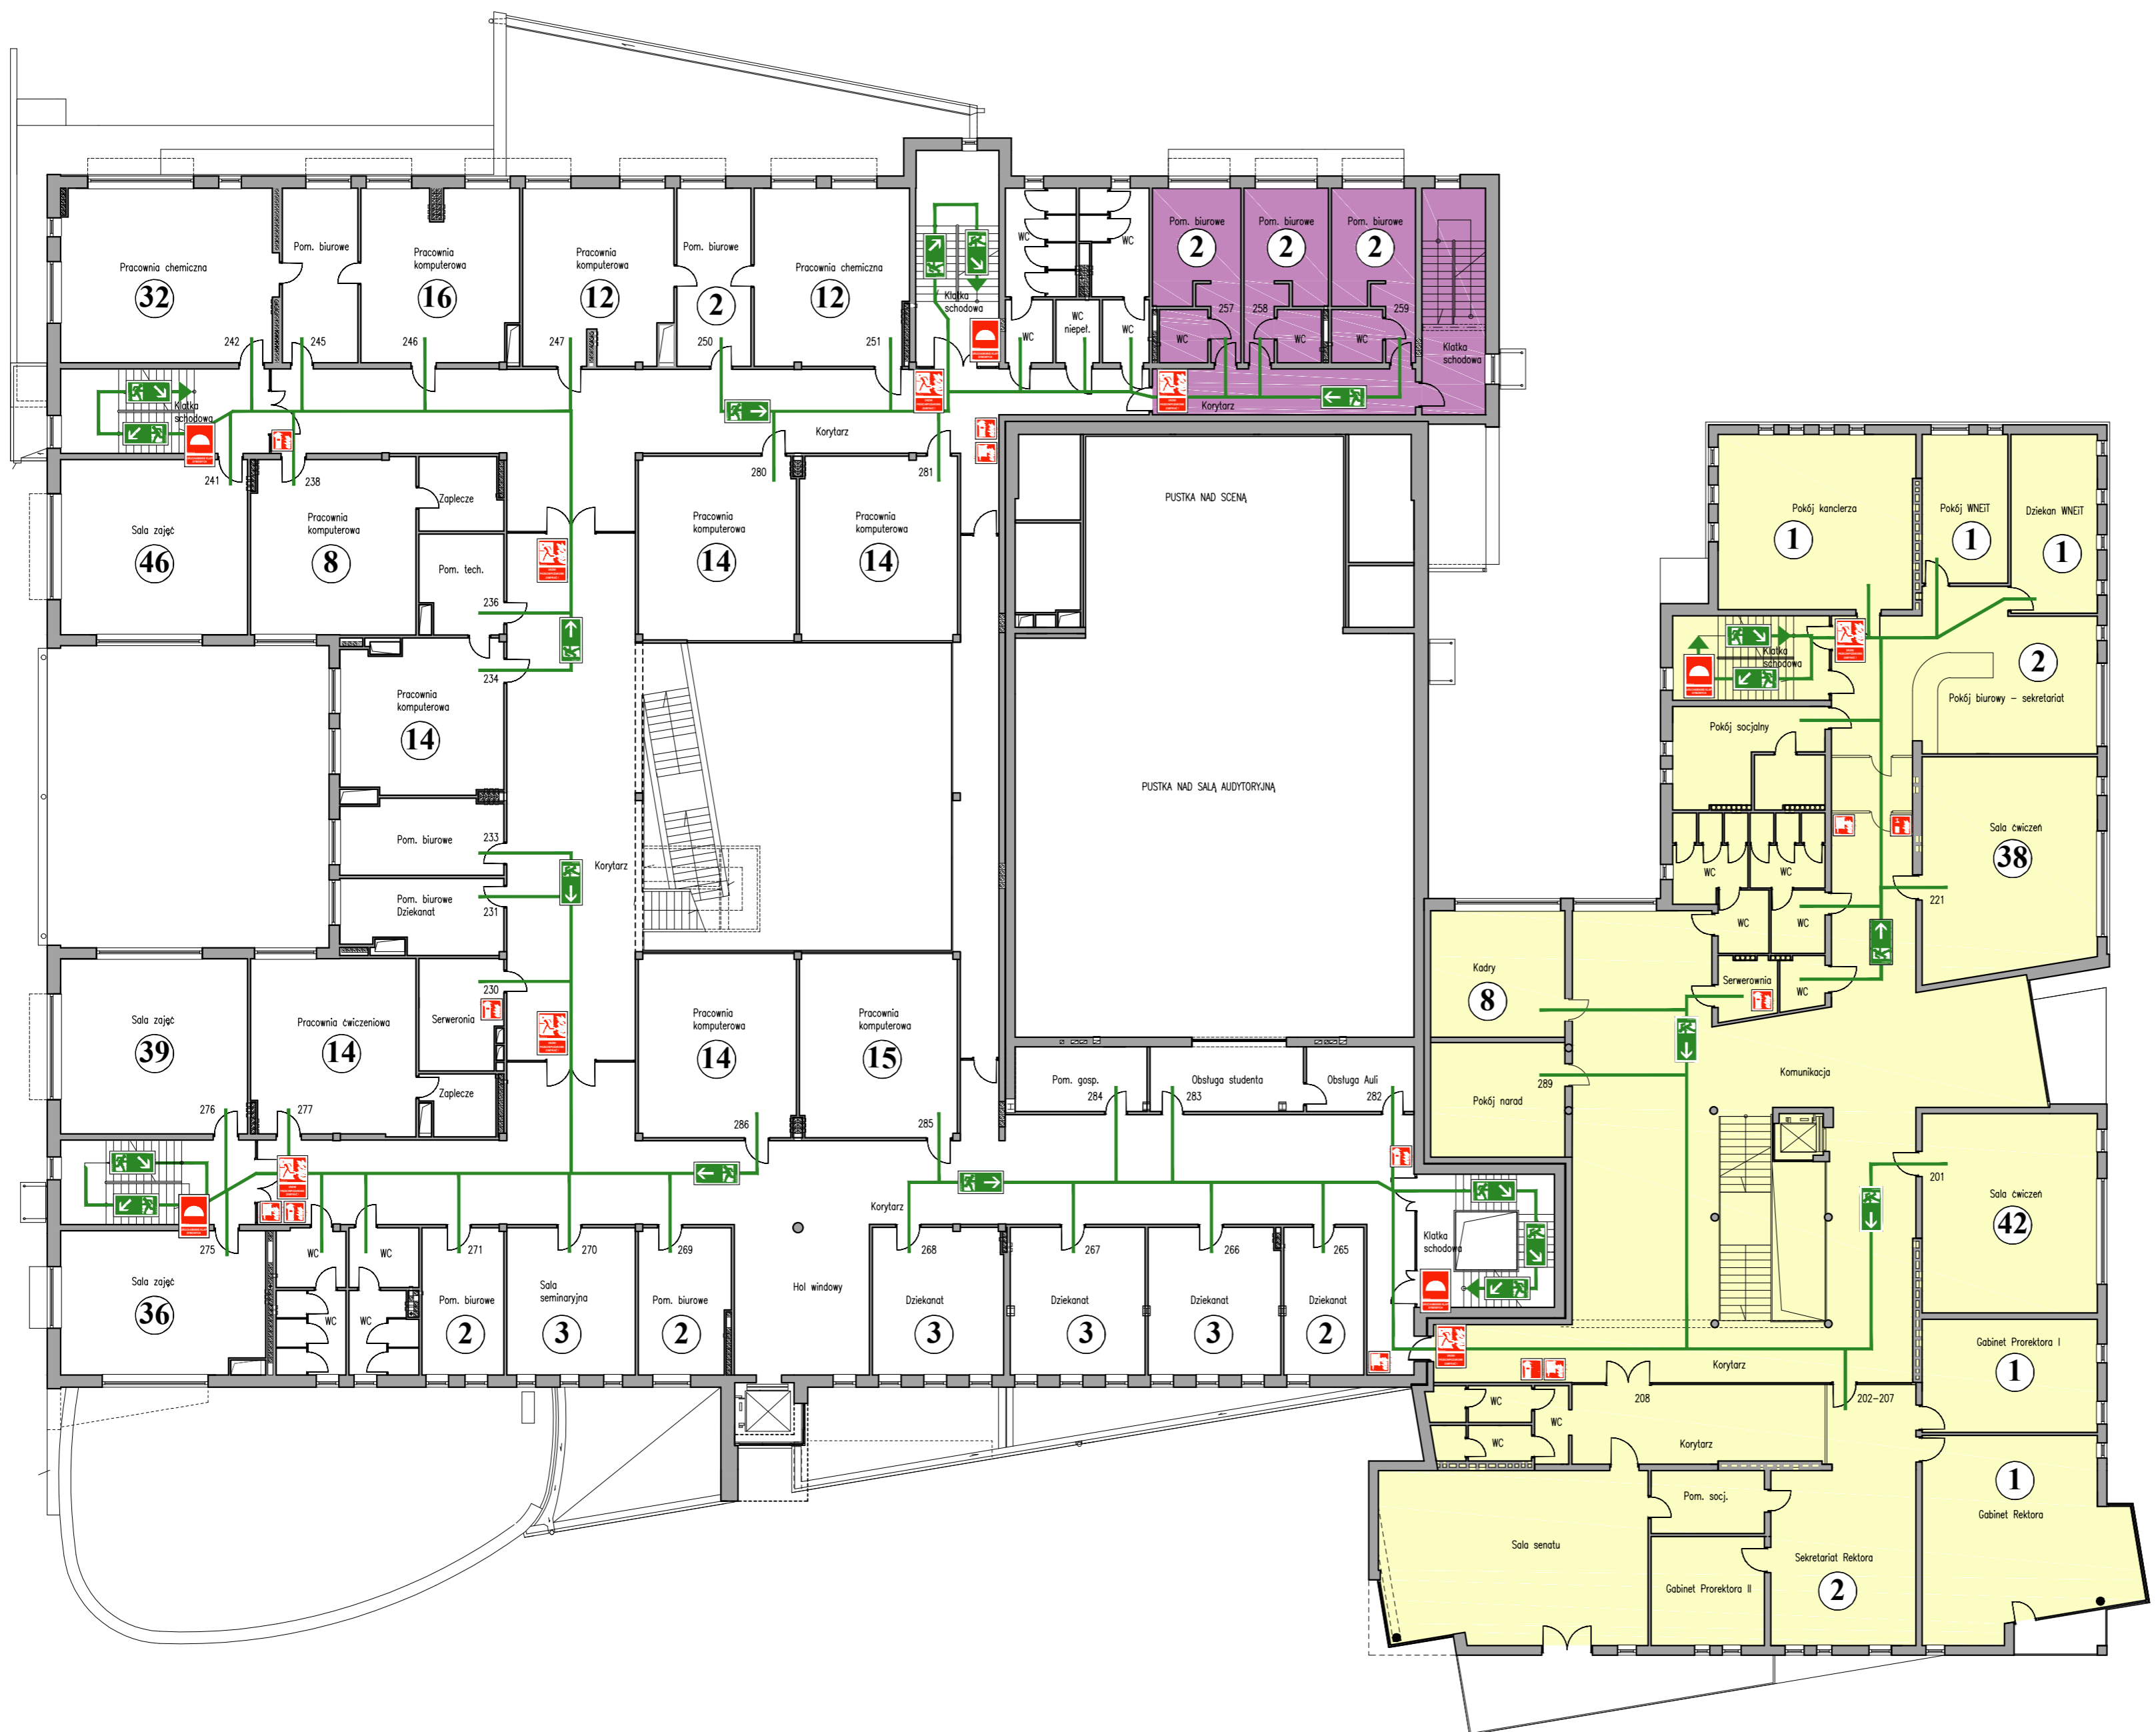 Pracownia chemiczna
32
242
Pom. biurowe
245
Pracownia
komputerowa
16
246
Pracownia
komputerowa
12
247
Pom. biurowe
2
250
Pracownia chemiczna
12
251
Klatka
schodowa
WC
WC
WC
WC
niepeł.
WC
Pom. biurowe
2
257
WC
Pom. biurowe
2
258
WC
Pom. biurowe
2
259
WC
Klatka
schodowa
Korytarz
Klatka
schodowa
Korytarz
241
Sala zajęć
46
238
Pracownia
komputerowa
8
Zaplecze
Pom. tech.
236
280
Pracownia
komputerowa
14
281
Pracownia
komputerowa
14
PUSTKA NAD SCENĄ
PUSTKA NAD SALĄ AUDYTORYJNĄ
234
Pracownia
komputerowa
14
233
Pom. biurowe
Korytarz
Pom. biurowe
Dziekanat
231
230
Serweronia
Sala zajęć
39
276
Pracownia ćwiczeniowa
14
277
Zaplecze
Pracownia
komputerowa
14
286
Pracownia
komputerowa
15
285
Pom. gosp.
284
Obsługa studenta
283
Obsługa Auli
282
Korytarz
275
Sala zajęć
36
WC
WC
WC
WC
271
Pom. biurowe
2
270
Sala
seminaryjna
3
269
Pom. biurowe
2
Hol windowy
268
Dziekanat
3
267
Dziekanat
3
266
Dziekanat
3
265
Dziekanat
2
Klatka
schodowa
Pokój kanclerza
1
Pokój WNEiT
1
Dziekan WNEiT
1
Klatka
schodowa
2
Pokój biurowy – sekretariat
Pokój socjalny
Sala ćwiczeń
38
221
WC
WC
WC
WC
Serwerownia
WC
Kadry
8
289
Pokój narad
Komunikacja
201
Sala ćwiczeń
42
Gabinet Prorektora I
1
Korytarz
208
202–207
WC
WC
WC
Korytarz
1
Gabinet Rektora
Pom. socj.
Sala senatu
Sekretariat Rektora
2
Gabinet Prorektora II